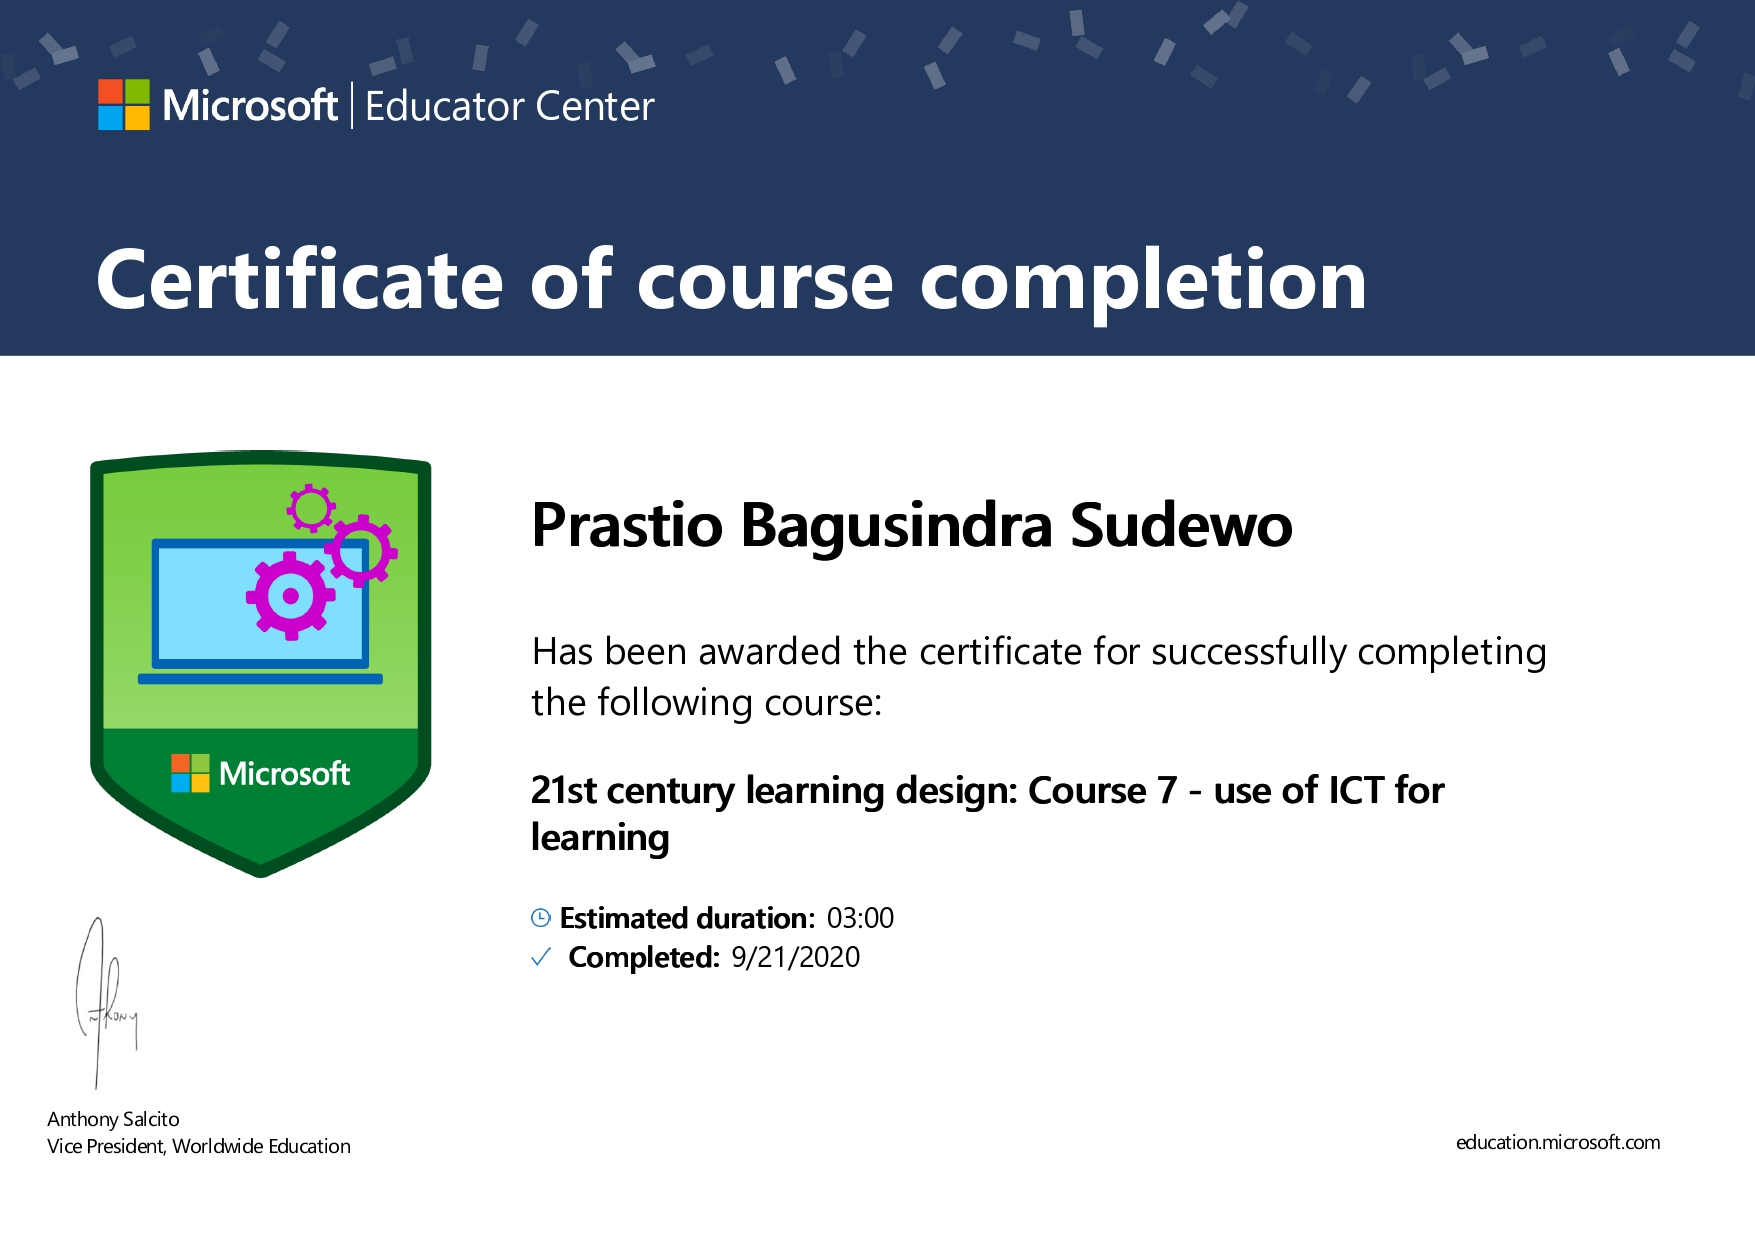 Microsoft | Educator Center
Certificate of course completion
Prastio Bagusindra Sudewo
Has been awarded the certificate for successfully completing
the following course:
21st century learning design: Course 7 - use of ICT for
learning
Estimated duration: 03:00
Completed: 9/21/2020
Microsoft
Anthony
Anthony Salcito
Vice President, Worldwide Education
education.microsoft.com